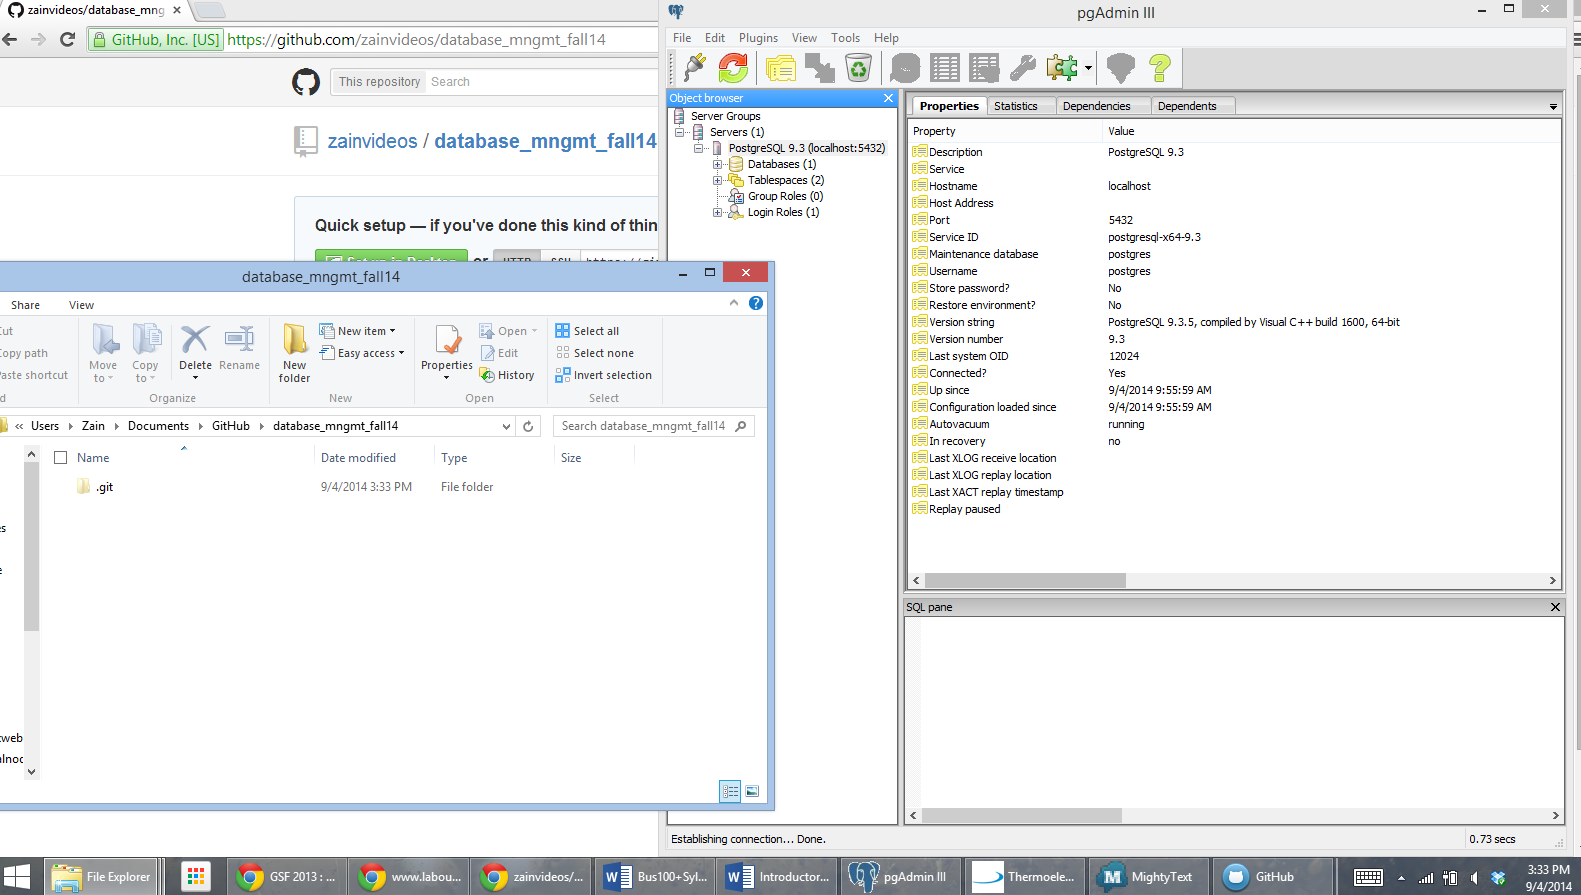 zainvideos/database_mng
GitHub, Inc. [US] https://github.com/zainvideos/database_mngmt_fall14
This repository Search
zainvideos / database_mngmt_fall14
Quick setup — if you've done this kind of thin
or
database_mngmt_fall14
Share View
Cut
Copy path
Paste shortcut
Move to
Copy to
Delete
Rename
Organize
New folder
New item
Easy access
New
Properties
Open
Edit
History
Open
Select all
Select none
Invert selection
Select
« Users Zain Documents GitHub database_mngmt_fall14
Search database_mngmt_fall14
Name Date modified Type Size
.git 9/4/2014 3:33 PM File folder
pgAdmin III
File Edit Plugins View Tools Help
Object browser
Server Groups
Servers (1)
PostgreSQL 9.3 (localhost:5432)
Databases (1)
Tablespaces (2)
Group Roles (0)
Login Roles (1)
Properties Statistics Dependencies Dependents
Property Value
Description PostgreSQL 9.3
Service
Hostname localhost
Host Address
Port 5432
Service ID postgresql-x64-9.3
Maintenance database postgres
Username postgres
Store password? No
Restore environment? No
Version string PostgreSQL 9.3.5, compiled by Visual C++ build 1600, 64-bit
Version number 9.3
Last system OID 12024
Connected? Yes
Up since 9/4/2014 9:55:59 AM
Configuration loaded since 9/4/2014 9:55:59 AM
Autovacuum running
In recovery no
Last XLOG receive location
Last XLOG replay location
Last XACT replay timestamp
Replay paused
SQL pane
Establishing connection... Done. 0.73 secs
File Explorer
GSF 2013 : ...
www.labou...
zainvideos/...
Bus100+Syl...
Introductor...
pgAdmin III
Thermoele...
MightyText
GitHub
3:33 PM
9/4/2014